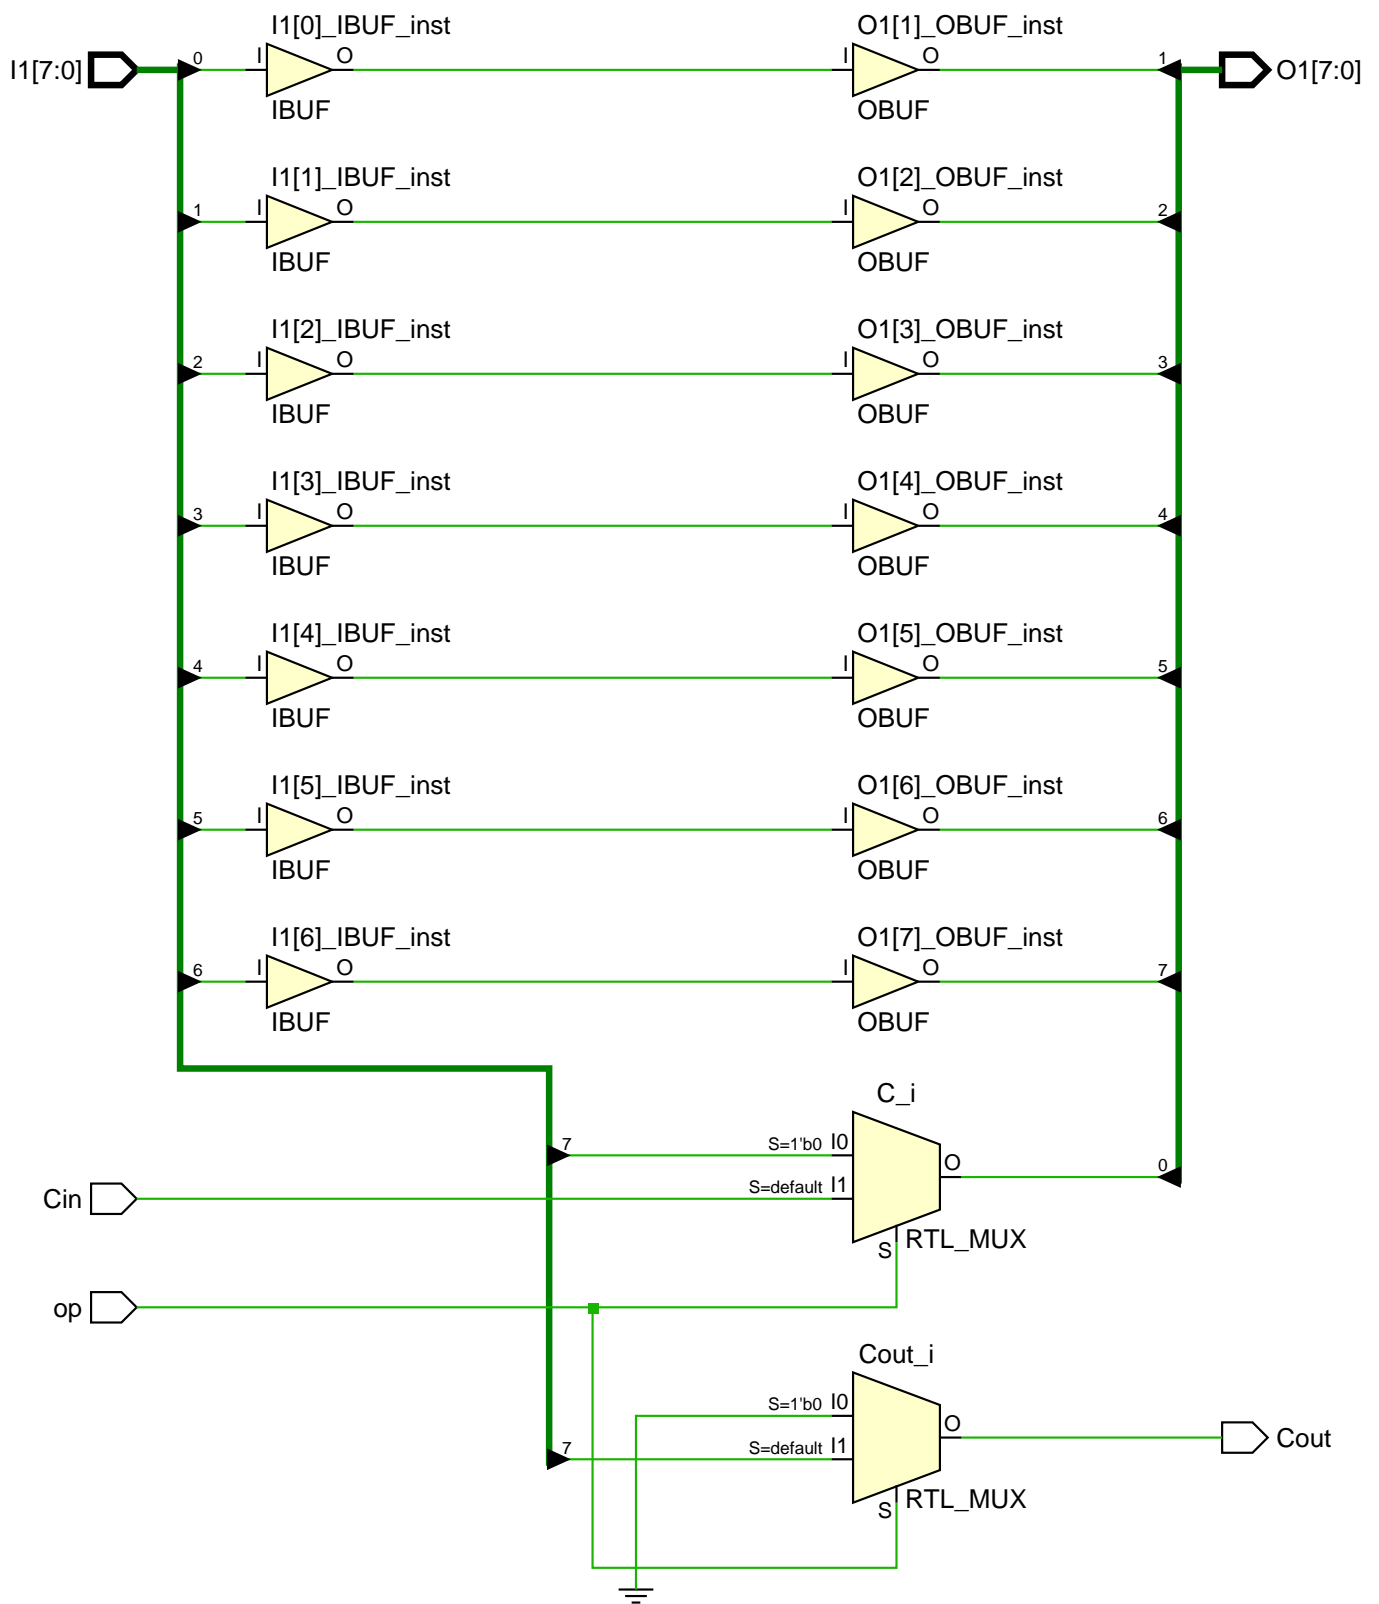 I1[0]_IBUF_inst O1[1]_OBUF_inst
I1[7:0] 0 I O I O 1 O1[7:0]
IBUF OBUF
I1[1]_IBUF_inst O1[2]_OBUF_inst
1 I O I O 2
IBUF OBUF
I1[2]_IBUF_inst O1[3]_OBUF_inst
2 I O I O 3
IBUF OBUF
I1[3]_IBUF_inst O1[4]_OBUF_inst
3 I O I O 4
IBUF OBUF
I1[4]_IBUF_inst O1[5]_OBUF_inst
4 I O I O 5
IBUF OBUF
I1[5]_IBUF_inst O1[6]_OBUF_inst
5 I O I O 6
IBUF OBUF
I1[6]_IBUF_inst O1[7]_OBUF_inst
6 I O I O 7
IBUF OBUF
C_i
7 S=1'b0 I0
O 0
Cin S=default I1
S RTL_MUX
op
Cout_i
S=1'b0 I0
O Cout
7 S=default I1
S RTL_MUX